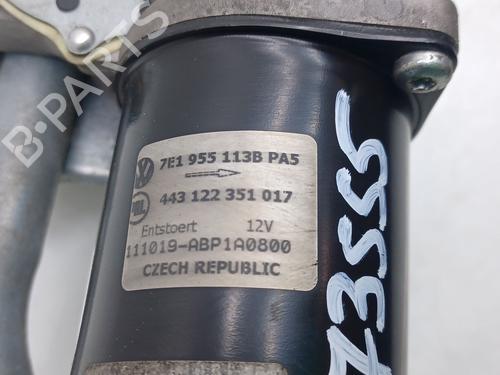 B-PARTS
7E1 955 113B PA5
443 122 351 017
Entstoert 12V
111019-ABP1A0800
CZECH REPUBLIC